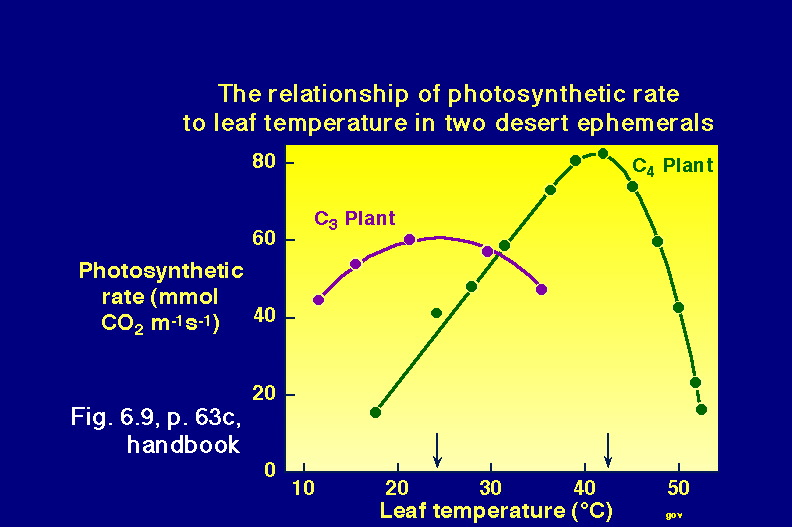 The relationship of photosynthetic rate
to leaf temperature in two desert ephemerals
80
C₄ Plant
C₃ Plant
60
Photosynthetic
rate (mmol
CO₂ m⁻¹s⁻¹)
40
20
Fig. 6.9, p. 63c,
handbook
0
10 20 30 40 50
Leaf temperature (°C)
gov